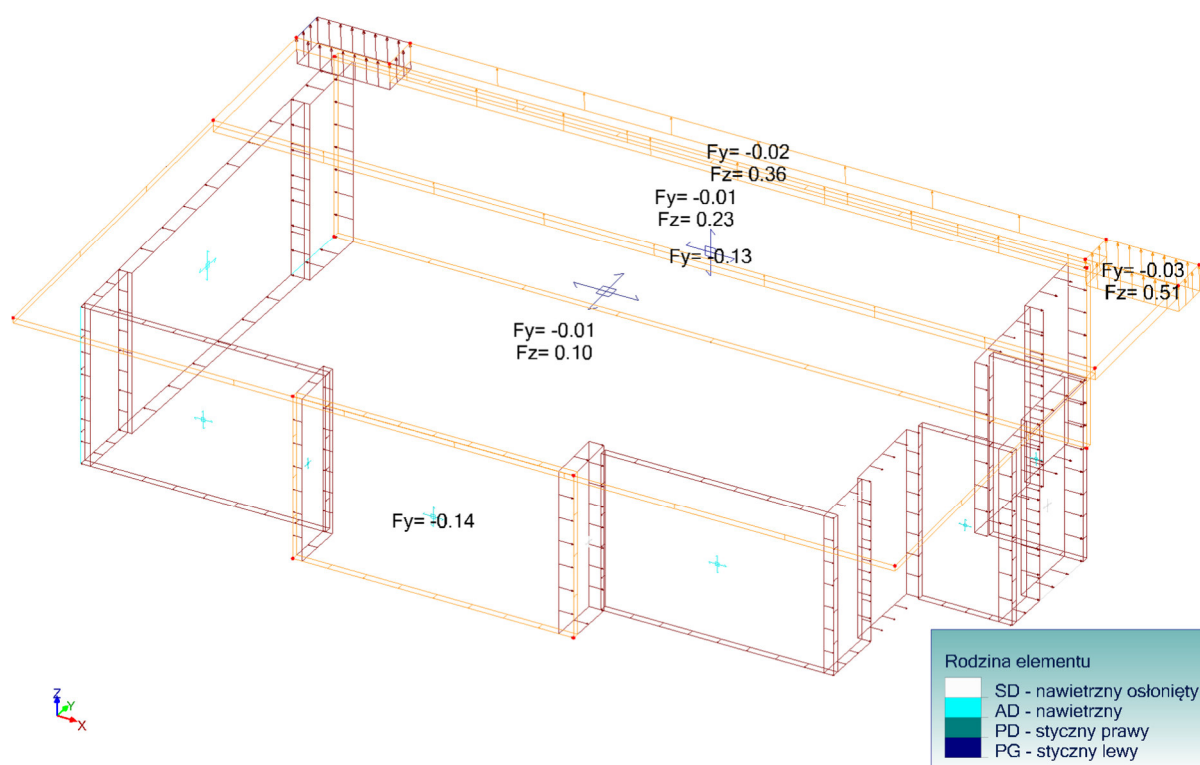 Fy= -0.02
Fz= 0.36
Fy= -0.01
Fz= 0.23
Fy= -0.13
Fy= -0.03
Fz= 0.51
Fy= -0.01
Fz= 0.10
Fy= -0.14
Rodzina elementu
SD - nawietrzny osłonięty
AD - nawietrzny
PD - styczny prawy
PG - styczny lewy
Z
Y
X